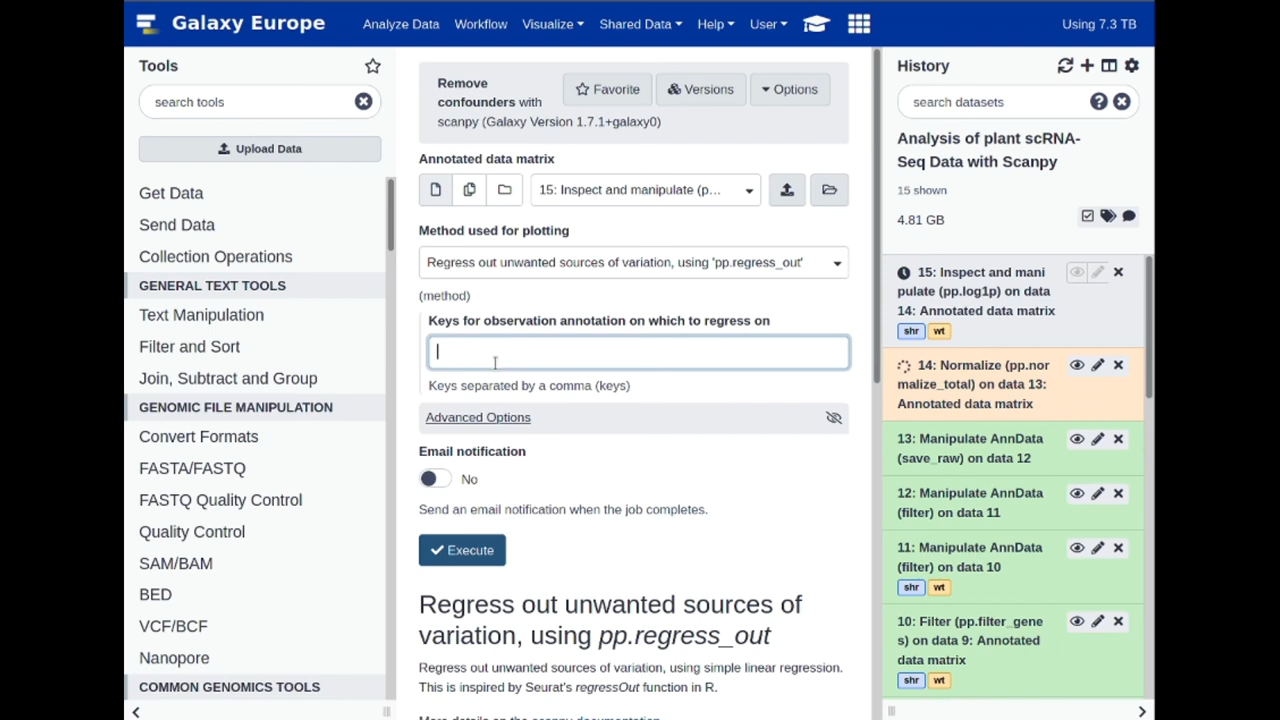 Galaxy Europe
Analyze Data
Workflow
Visualize
Shared Data
Help
User
Using 7.3 TB
Tools
search tools
Upload Data
Get Data
Send Data
Collection Operations
GENERAL TEXT TOOLS
Text Manipulation
Filter and Sort
Join, Subtract and Group
GENOMIC FILE MANIPULATION
Convert Formats
FASTA/FASTQ
FASTQ Quality Control
Quality Control
SAM/BAM
BED
VCF/BCF
Nanopore
COMMON GENOMICS TOOLS
Remove
confounders with
scanpy (Galaxy Version 1.7.1+galaxy0)
Favorite
Versions
Options
Annotated data matrix
15: Inspect and manipulate (p...
Method used for plotting
Regress out unwanted sources of variation, using 'pp.regress_out'
(method)
Keys for observation annotation on which to regress on
Keys separated by a comma (keys)
Advanced Options
Email notification
No
Send an email notification when the job completes.
Execute
Regress out unwanted sources of
variation, using pp.regress_out
Regress out unwanted sources of variation, using simple linear regression.
This is inspired by Seurat's regressOut function in R.
More details on the scanpy documentation
History
search datasets
Analysis of plant scRNA-
Seq Data with Scanpy
15 shown
4.81 GB
15: Inspect and mani
pulate (pp.log1p) on data
14: Annotated data matrix
shr wt
14: Normalize (pp.nor
malize_total) on data 13:
Annotated data matrix
13: Manipulate AnnData
(save_raw) on data 12
12: Manipulate AnnData
(filter) on data 11
11: Manipulate AnnData
(filter) on data 10
shr wt
10: Filter (pp.filter_gene
s) on data 9: Annotated
data matrix
shr wt